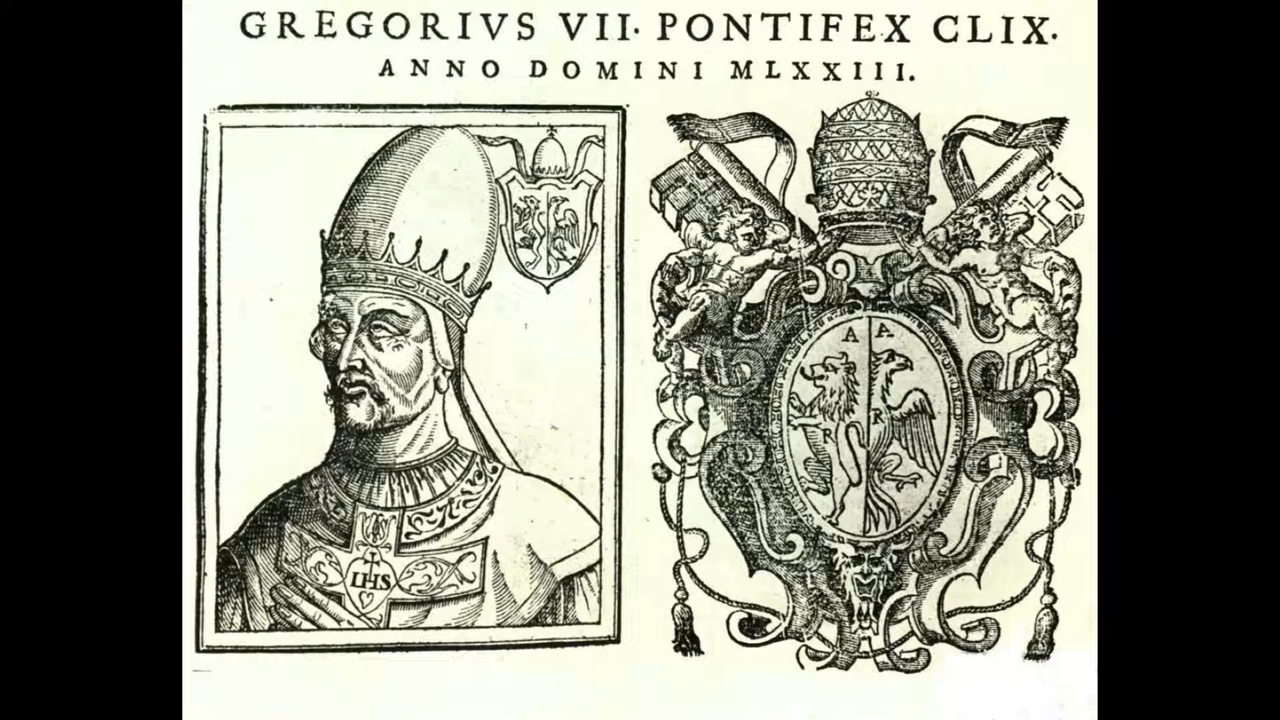 GREGORIVS VII. PONTIFEX CLIX.
ANNO DOMINI MLXXIII.
A A
R R
IHS